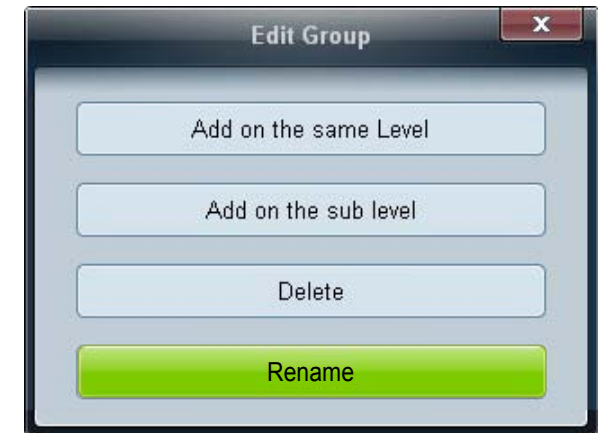 Edit Group
X
Add on the same Level
Add on the sub level
Delete
Rename